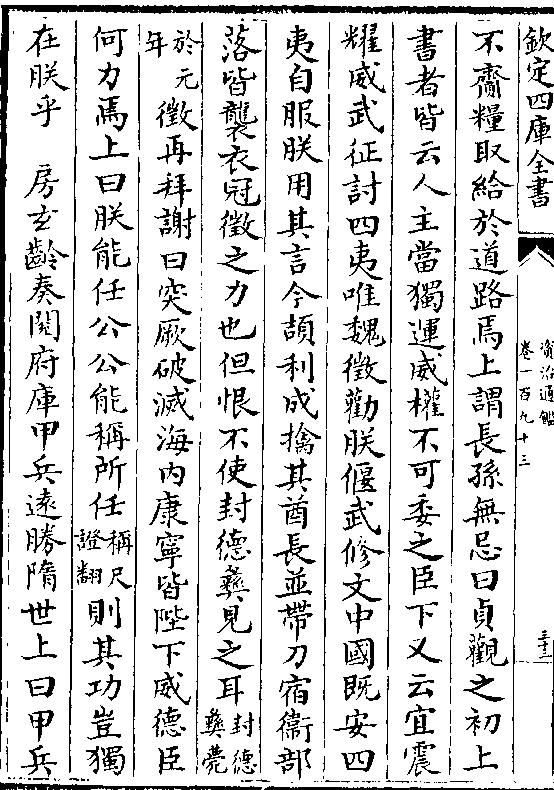 欽定四庫全書
資治通鑑
卷一百九十三
三十二
不齎糧取給於道路焉上謂長孫無忌曰貞觀之初上
書者皆云人主當獨運威權不可委之臣下又云宜震
耀威武征討四夷唯魏徵勸朕偃武修文中國既安四
夷自服朕用其言今頡利成擒其酋長並帶刀宿衛部
落皆襲衣冠徵之力也但恨不使封德彝見之耳封德彝薨
於元年徵再拜謝曰突厥破滅海內康寧皆陛下威德臣
何力焉上曰朕能任公公能稱所任稱尺證翻則其功豈獨
在朕乎 房玄齡奏閱府庫甲兵遠勝隋世上曰甲兵